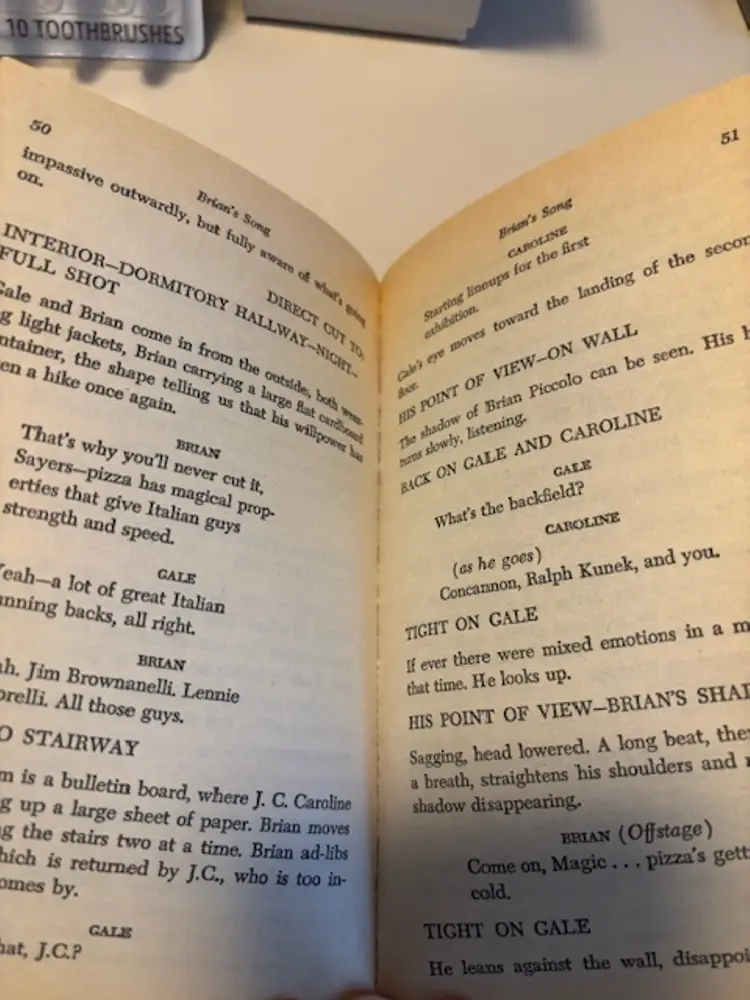 10 TOOTHBRUSHES
50
Brian's Song
impassive outwardly, but fully aware of what's going
on.
DIRECT CUT TO:
INTERIOR—DORMITORY HALLWAY—NIGHT—
FULL SHOT
Gale and Brian come in from the outside, both wear-
g light jackets, Brian carrying a large flat cardboard
ntainer, the shape telling us that his willpower has
en a hike once again.
BRIAN
That's why you'll never cut it,
Sayers—pizza has magical prop-
erties that give Italian guys
strength and speed.
GALE
Yeah—a lot of great Italian
nning backs, all right.
BRIAN
ah. Jim Brownanelli. Lennie
orelli. All those guys.
O STAIRWAY
m is a bulletin board, where J. C. Caroline
g up a large sheet of paper. Brian moves
ng the stairs two at a time. Brian ad-libs
hich is returned by J.C., who is too in-
omes by.
GALE
hat, J.C.?
51
Brian's Song
CAROLINE
Starting lineups for the first
exhibition.
Gale's eye moves toward the landing of the secon
floor.
HIS POINT OF VIEW—ON WALL
The shadow of Brian Piccolo can be seen. His h
turns slowly, listening.
BACK ON GALE AND CAROLINE
GALE
What's the backfield?
CAROLINE
(as he goes)
Concannon, Ralph Kunek, and you.
TIGHT ON GALE
If ever there were mixed emotions in a m
that time. He looks up.
HIS POINT OF VIEW—BRIAN'S SHAD
Sagging, head lowered. A long beat, the
a breath, straightens his shoulders and
shadow disappearing.
BRIAN (Offstage)
Come on, Magic . . . pizza's gett
cold.
TIGHT ON GALE
He leans against the wall, disappoi